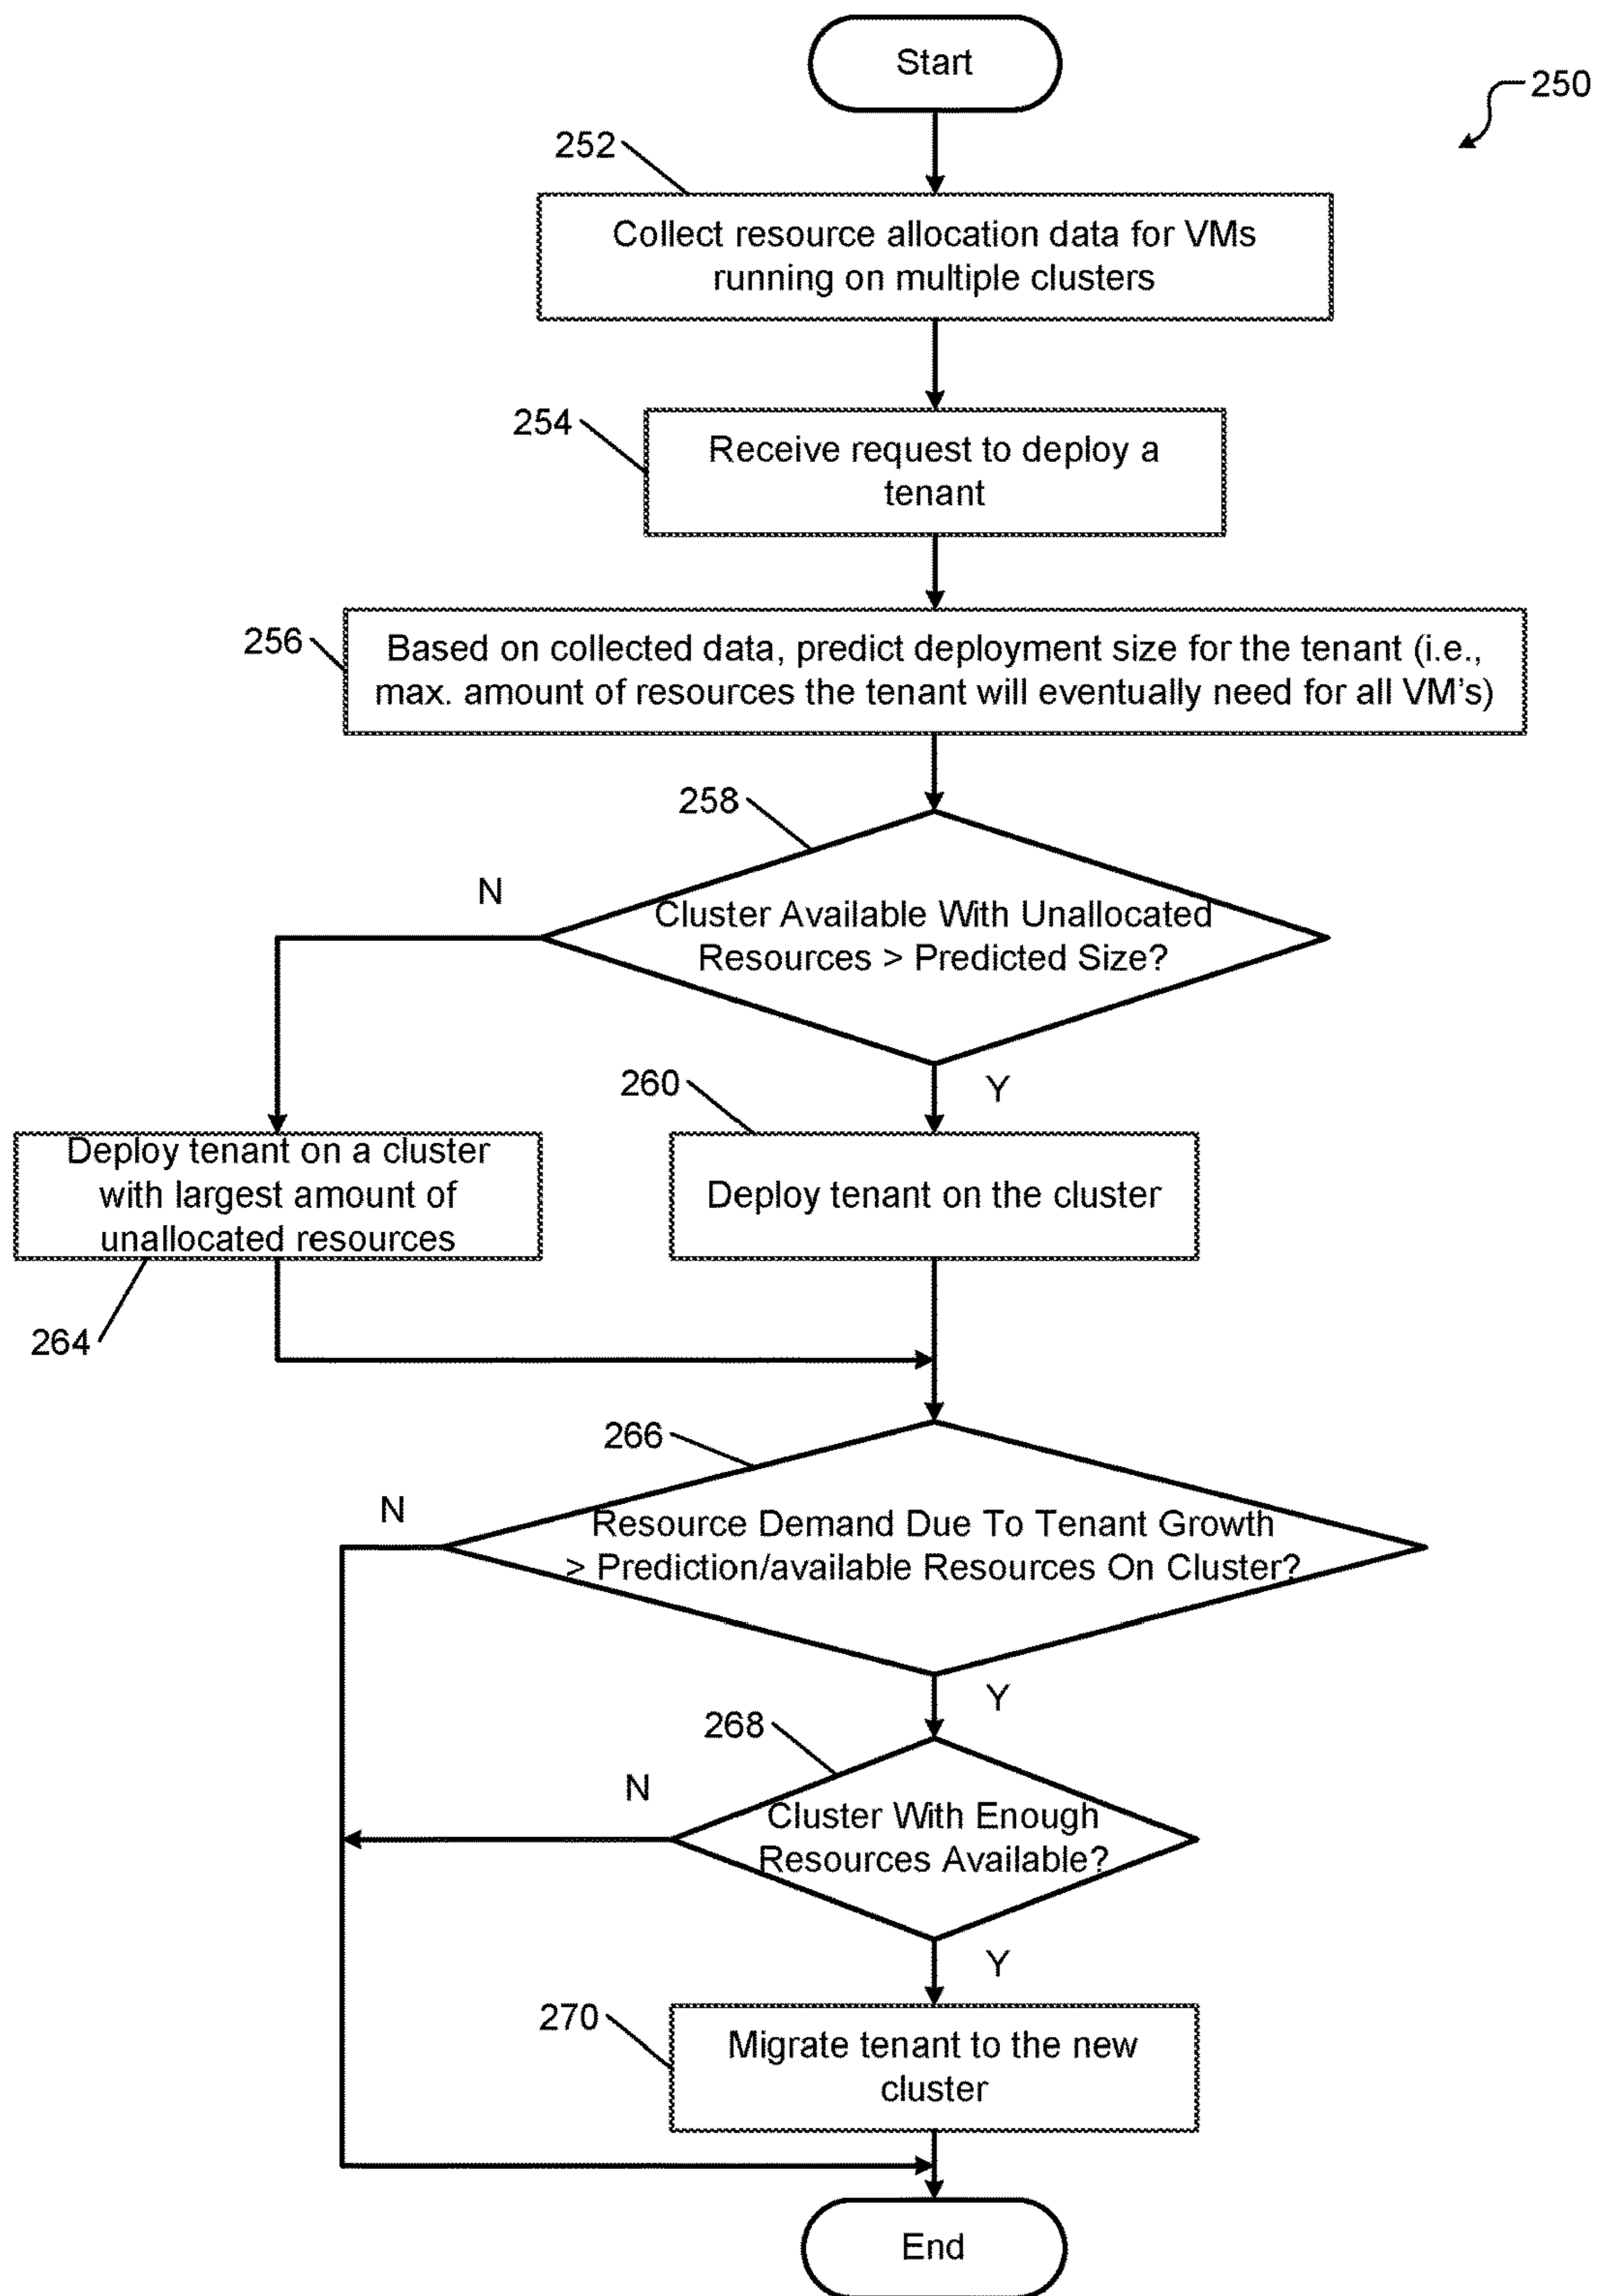 Start
250
252
Collect resource allocation data for VMs
running on multiple clusters
254
Receive request to deploy a
tenant
256
Based on collected data, predict deployment size for the tenant (i.e.,
max. amount of resources the tenant will eventually need for all VM's)
258
N
Cluster Available With Unallocated
Resources > Predicted Size?
260
Y
Deploy tenant on a cluster
with largest amount of
unallocated resources
Deploy tenant on the cluster
264
266
N
Resource Demand Due To Tenant Growth
> Prediction/available Resources On Cluster?
Y
268
N
Cluster With Enough
Resources Available?
Y
270
Migrate tenant to the new
cluster
End